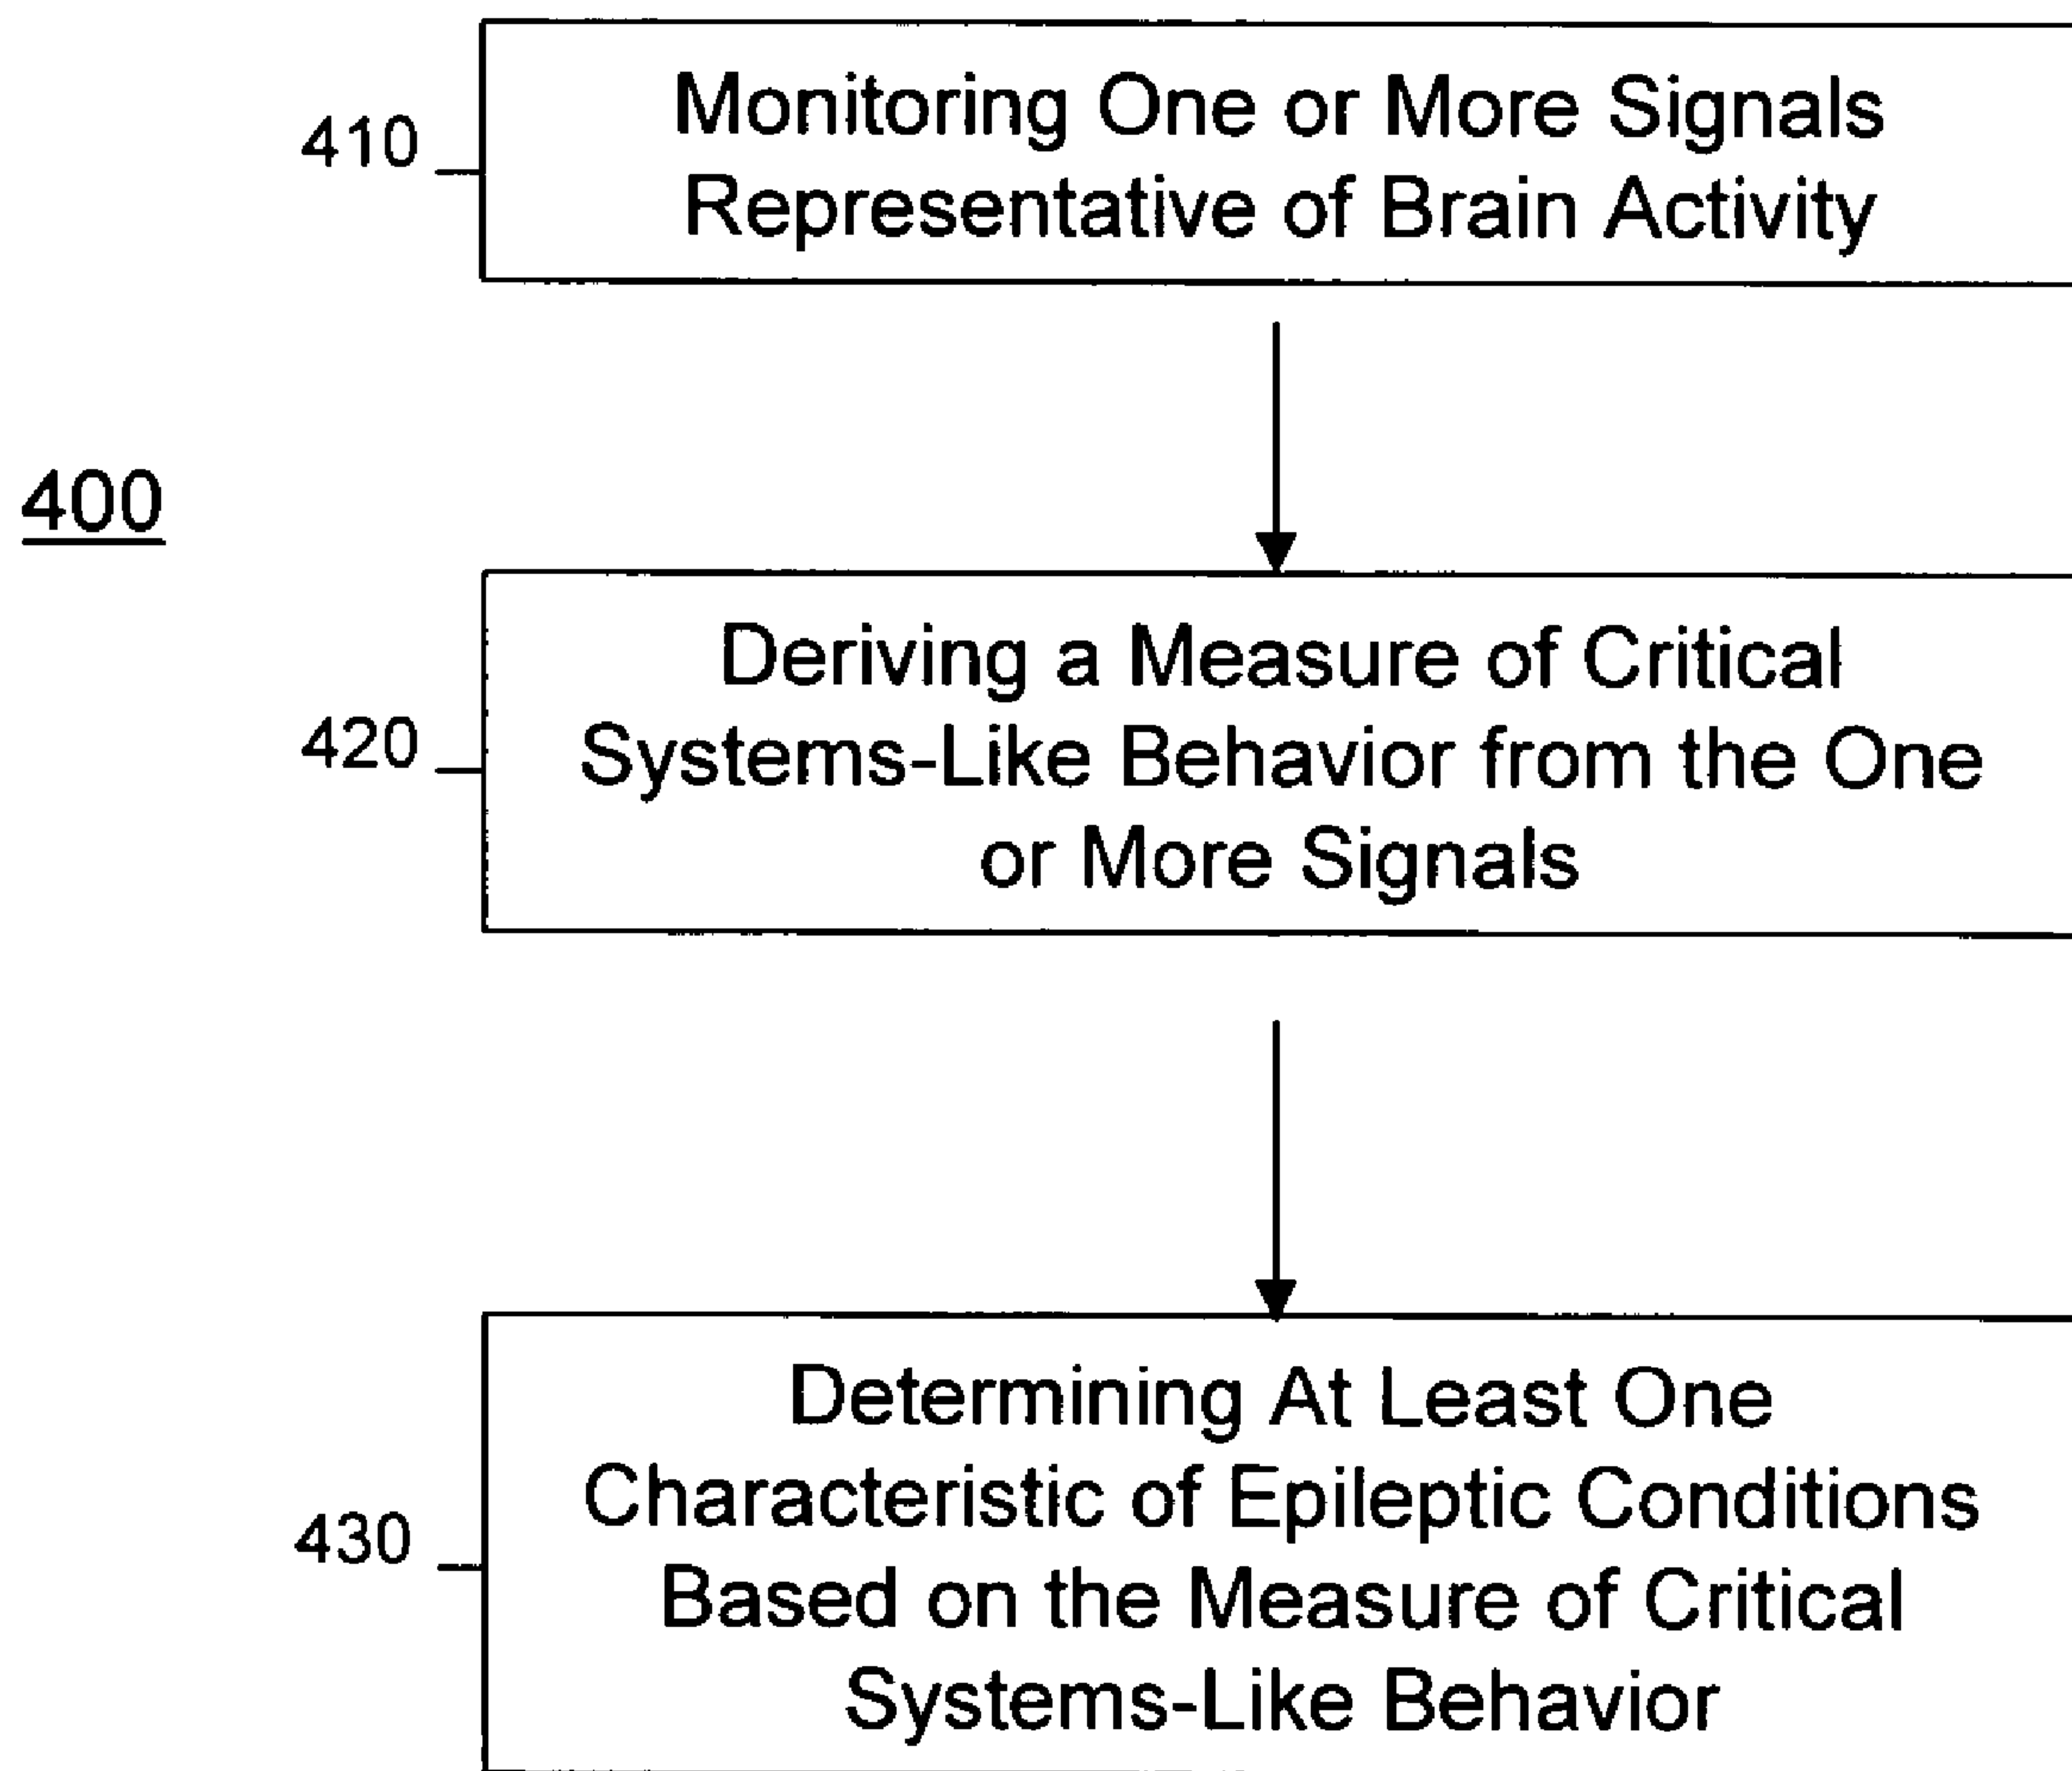 410
Monitoring One or More Signals
Representative of Brain Activity
400
420
Deriving a Measure of Critical
Systems-Like Behavior from the One
or More Signals
430
Determining At Least One
Characteristic of Epileptic Conditions
Based on the Measure of Critical
Systems-Like Behavior